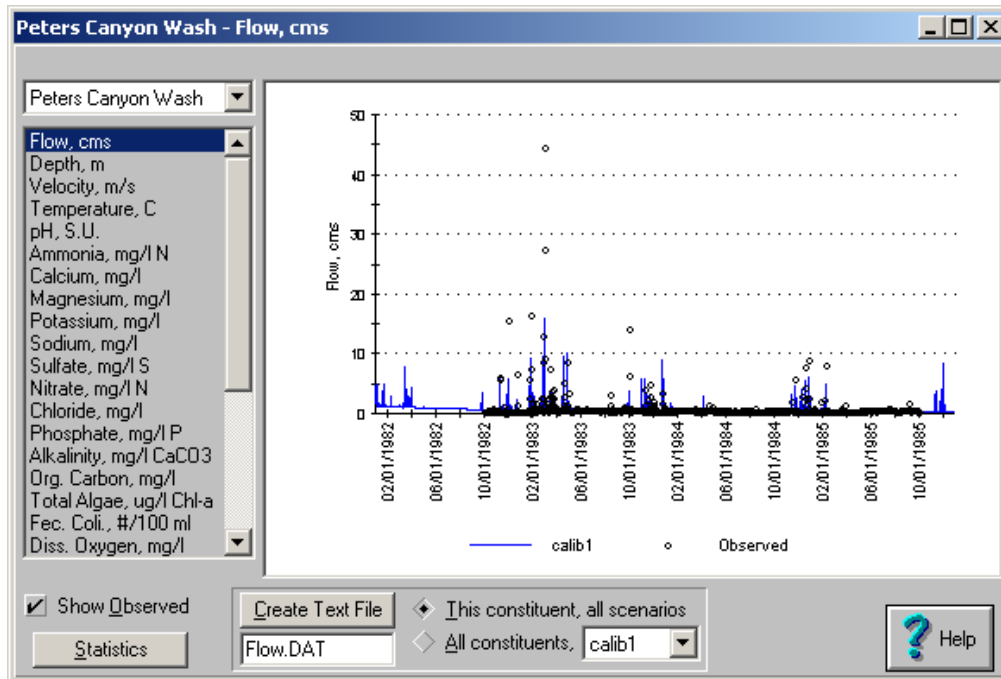 Peters Canyon Wash - Flow, cms
Peters Canyon Wash
Flow, cms
Depth, m
Velocity, m/s
Temperature, C
pH, S.U.
Ammonia, mg/l N
Calcium, mg/l
Magnesium, mg/l
Potassium, mg/l
Sodium, mg/l
Sulfate, mg/l S
Nitrate, mg/l N
Chloride, mg/l
Phosphate, mg/l P
Alkalinity, mg/l CaCO3
Org. Carbon, mg/l
Total Algae, ug/l Chl-a
Fec. Coli., #/100 ml
Diss. Oxygen, mg/l
Flow, cms
50
40
30
20
10
0
02/01/1982
06/01/1982
10/01/1982
02/01/1983
06/01/1983
10/01/1983
02/01/1984
06/01/1984
10/01/1984
02/01/1985
06/01/1985
10/01/1985
calib1
Observed
Show Observed
Statistics
Create Text File
Flow.DAT
This constituent, all scenarios
All constituents,
calib1
Help